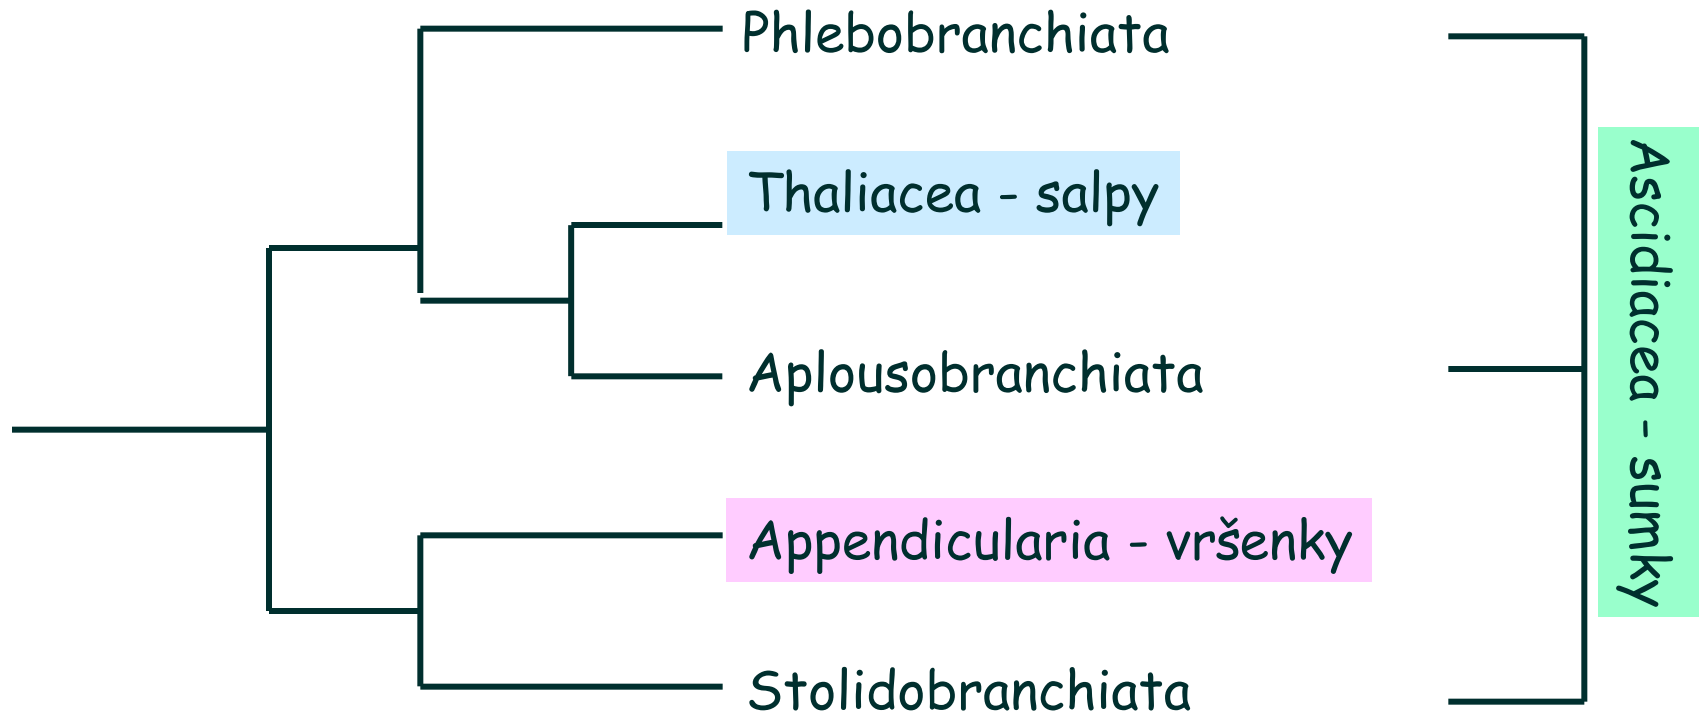 Phlebobranchiata
Thaliacea - salpy
Aplousobranchiata
Appendicularia - vršenky
Stolidobranchiata
Ascidiacea - sumky